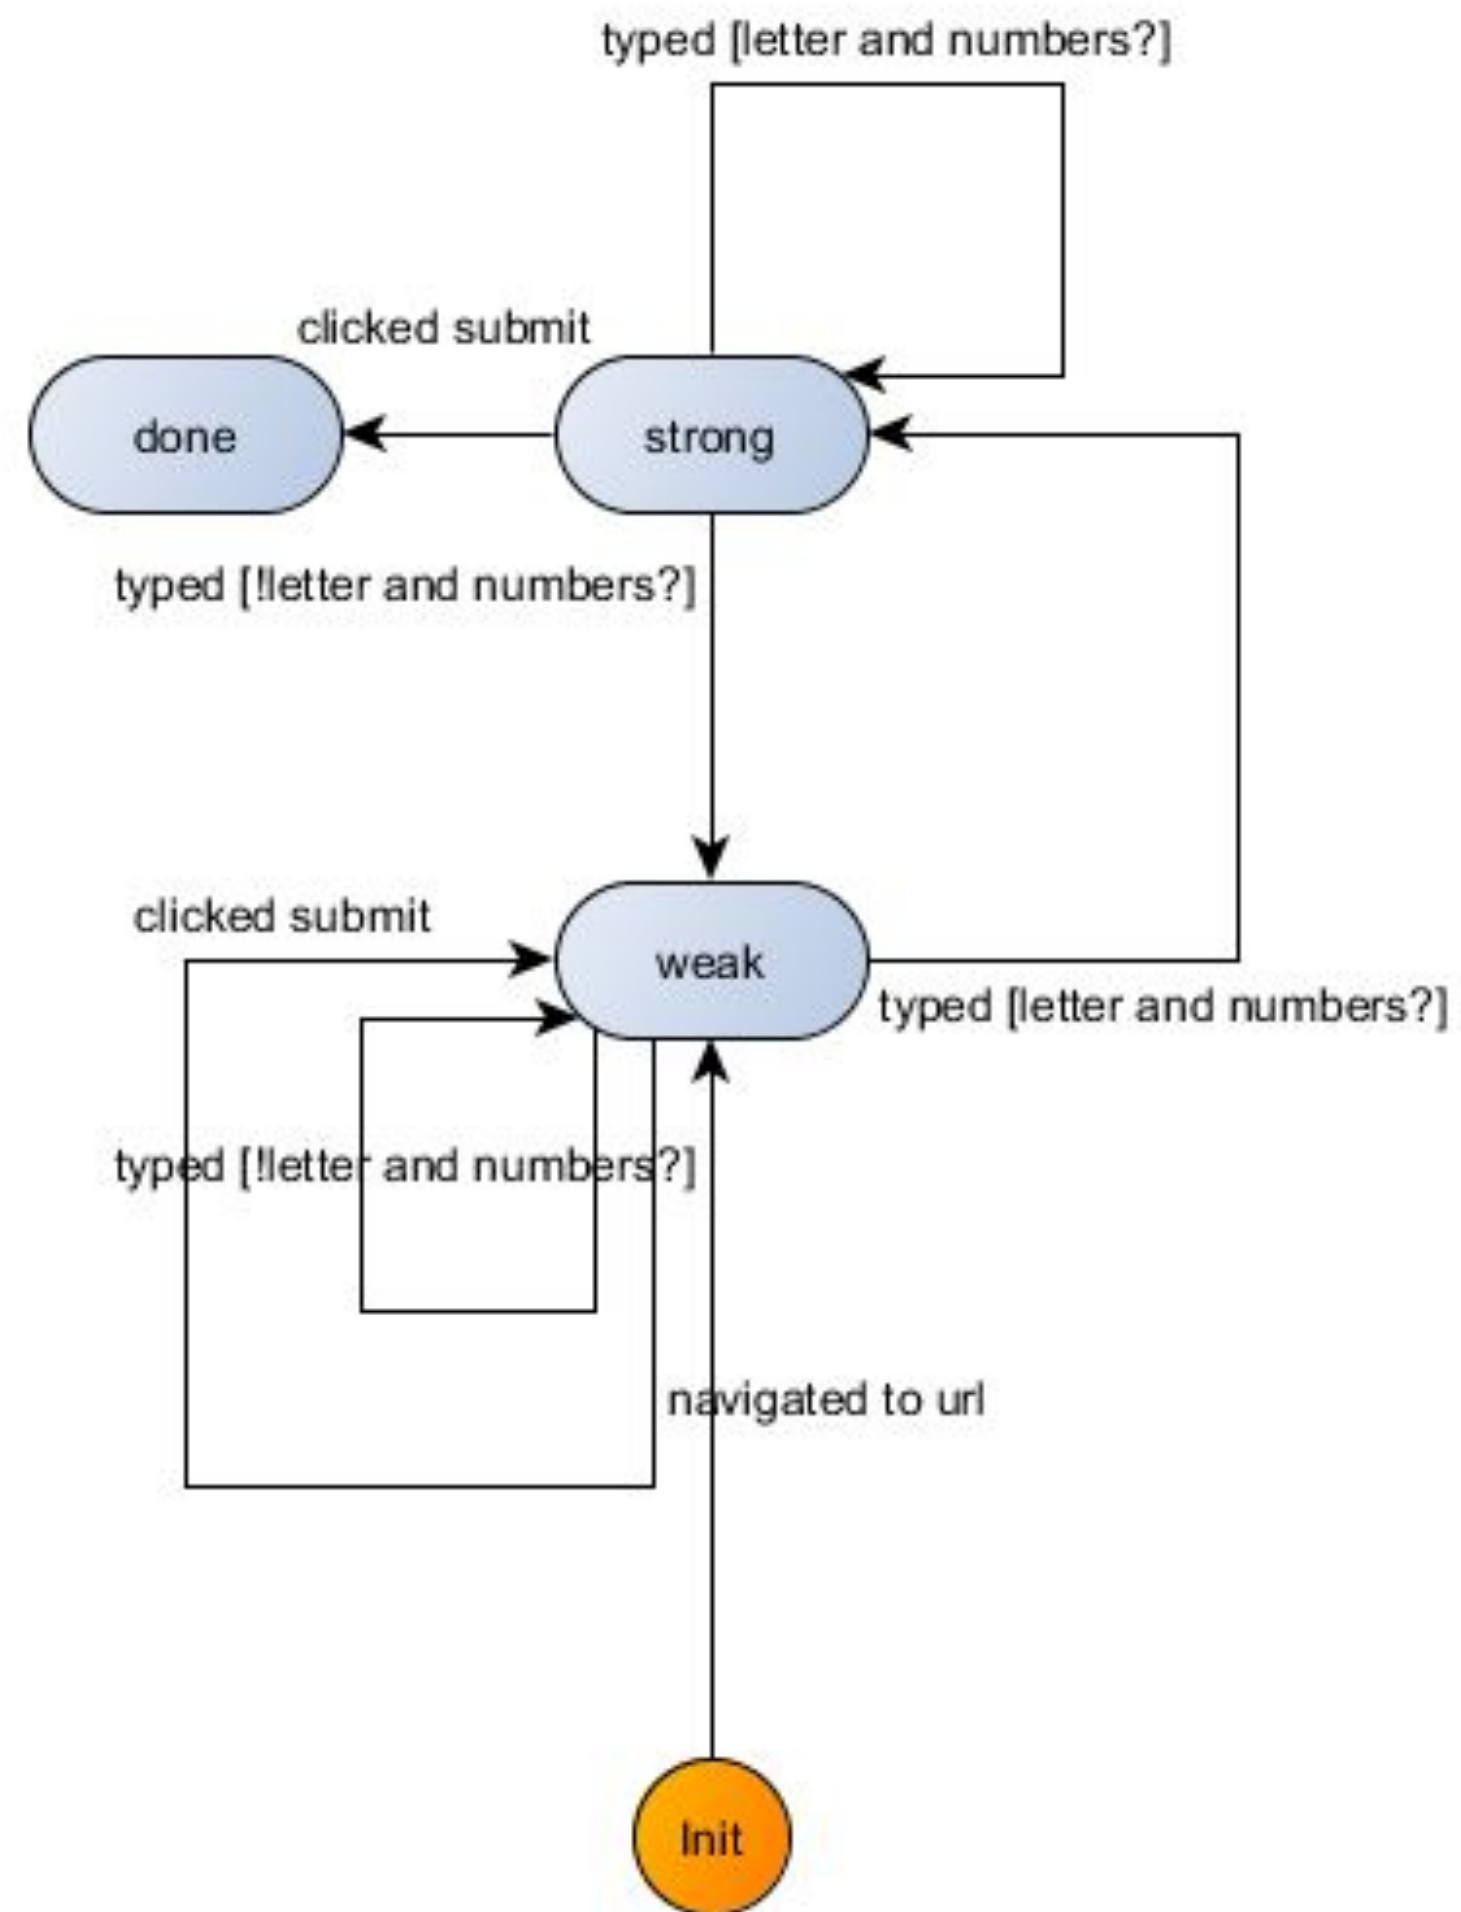 typed [letter and numbers?]
clicked submit
done
strong
typed [!letter and numbers?]
clicked submit
weak
typed [letter and numbers?]
typed [!letter and numbers?]
navigated to url
Init